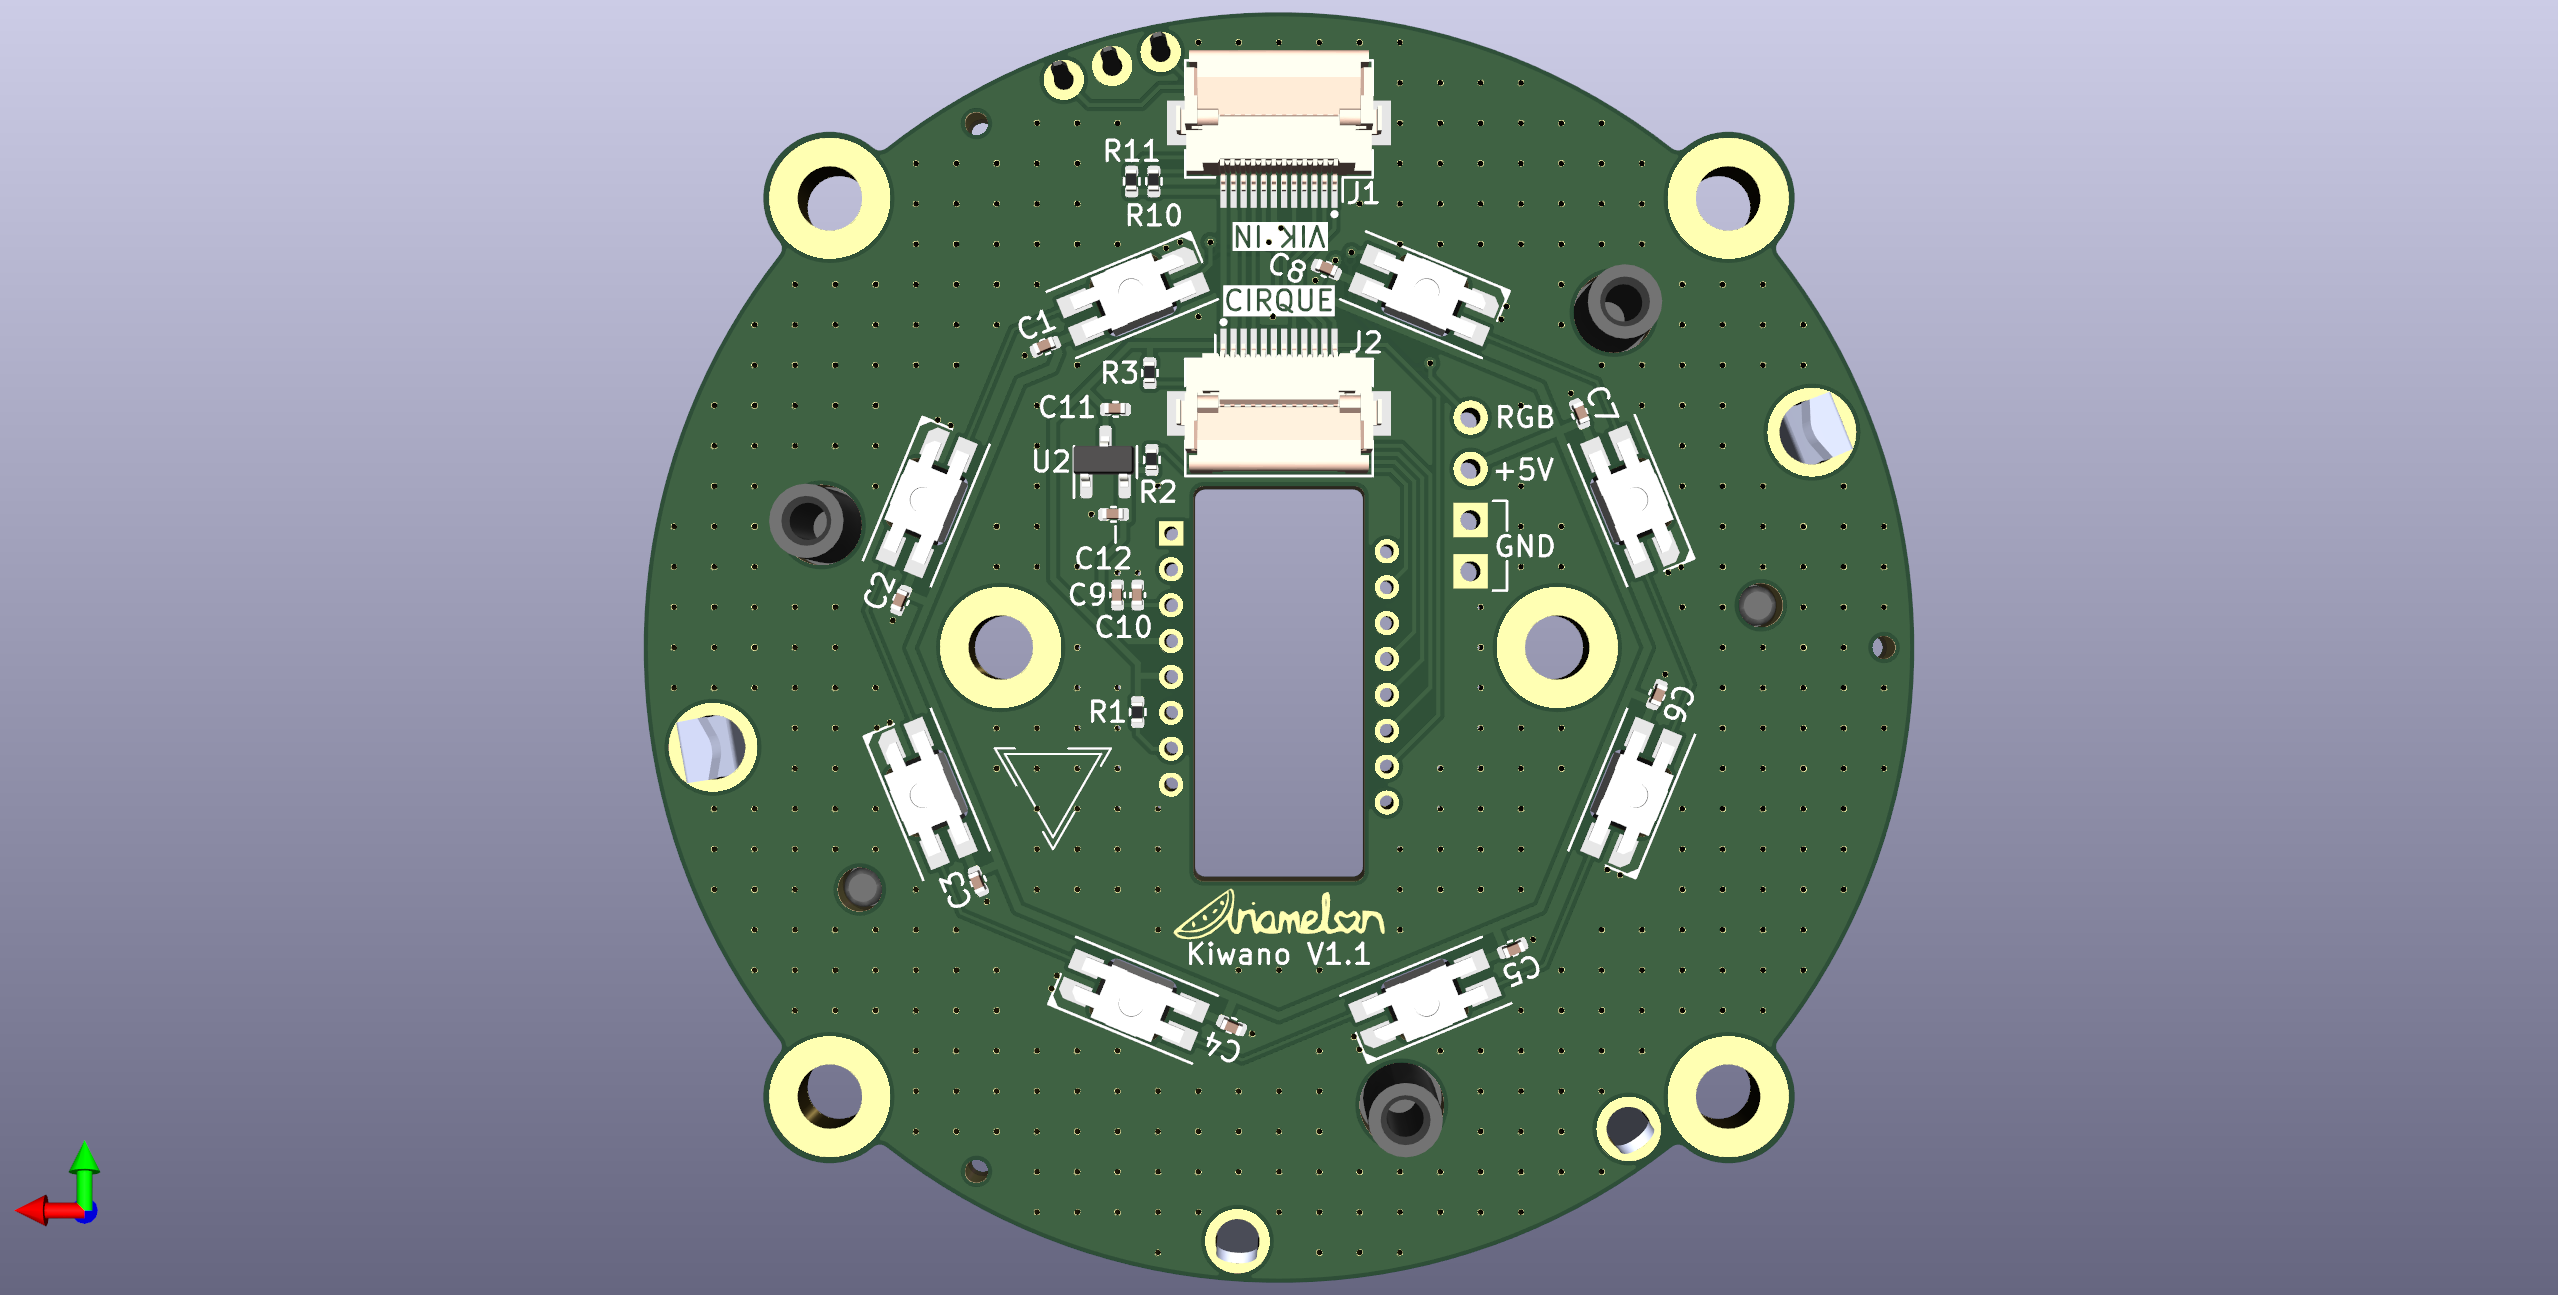 R11
R10
J1
VIK.IN
C8
CIRQUE
C1
J2
R3
C11
C7
RGB
U2
+5V
R2
GND
C12
C2
C9
C10
C6
R1
C3
Ariamelon
Kiwano V1.1
C5
C4